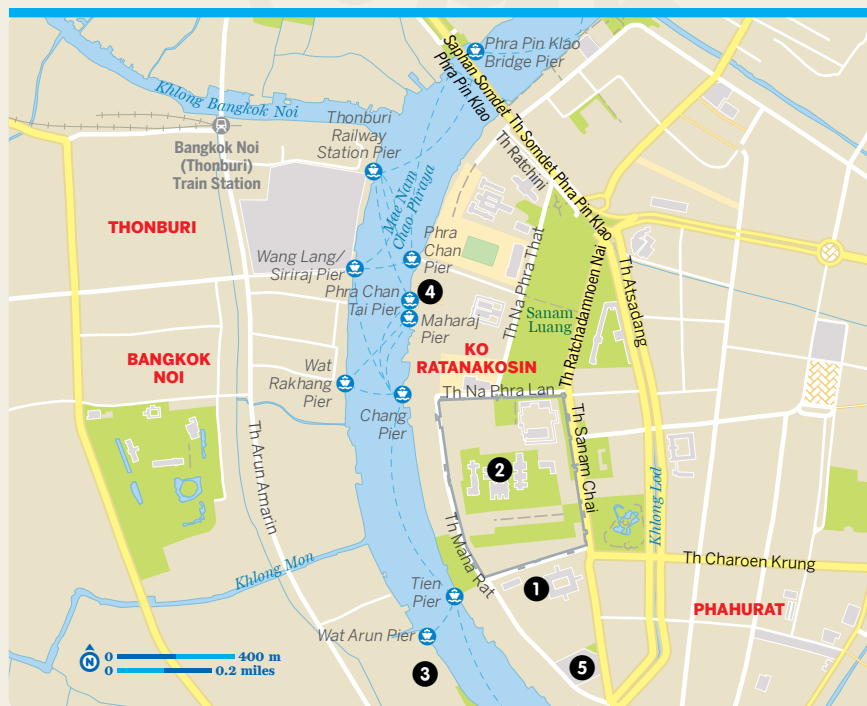 Phra Pin Klao
Bridge Pier
Saphan Somdet
Phra Pin Klao
Th Somdet Phra Pin Klao
Khlong Bangkok Noi
Thonburi
Railway
Station Pier
Th Ratchini
Bangkok Noi
(Thonburi)
Train Station
Mae Nam
Chao Phraya
THONBURI
Phra
Chan
Pier
Wang Lang/
Siriraj Pier
Th Na Phra That
Th Ratchadamnoen Nai
Th Atsadang
Phra Chan
Tai Pier
4
Maharaj
Pier
Sanam
Luang
KO
RATANAKOSIN
BANGKOK
NOI
Wat
Rakhang
Pier
Th Na Phra Lan
Chang
Pier
Th Arun Amarin
2
Th Sanam Chai
Khlong Lod
Th Maha Rat
Th Charoen Krung
Khlong Mon
Tien
Pier
1
PHAHURAT
Wat Arun Pier
3
5
N
0 400 m
0 0.2 miles